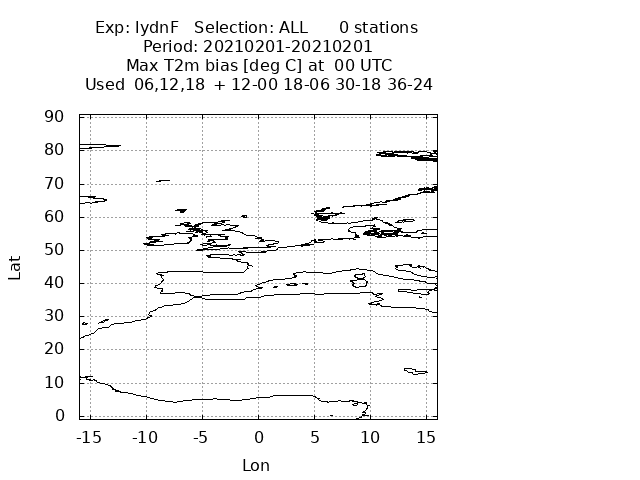 Exp: IydnF   Selection: ALL      0 stations
Period: 20210201-20210201
Max T2m bias [deg C] at  00 UTC
Used  06,12,18  + 12-00 18-06 30-18 36-24
90
80
70
60
50
40
30
20
10
0
Lat
-15 -10 -5 0 5 10 15
Lon